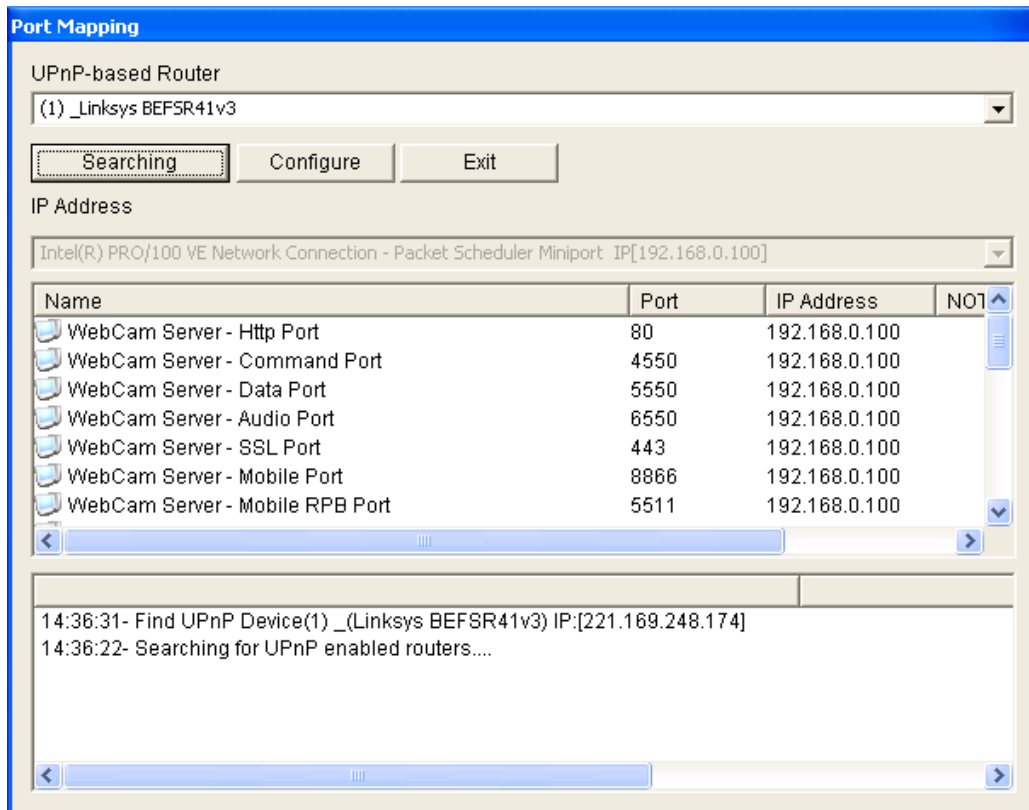 Port Mapping
UPnP-based Router
(1) _Linksys BEFSR41v3
Searching Configure Exit
IP Address
Intel(R) PRO/100 VE Network Connection - Packet Scheduler Miniport IP[192.168.0.100]
Name Port IP Address NOT
WebCam Server - Http Port 80 192.168.0.100
WebCam Server - Command Port 4550 192.168.0.100
WebCam Server - Data Port 5550 192.168.0.100
WebCam Server - Audio Port 6550 192.168.0.100
WebCam Server - SSL Port 443 192.168.0.100
WebCam Server - Mobile Port 8866 192.168.0.100
WebCam Server - Mobile RPB Port 5511 192.168.0.100
14:36:31- Find UPnP Device(1) _(Linksys BEFSR41v3) IP:[221.169.248.174]
14:36:22- Searching for UPnP enabled routers....